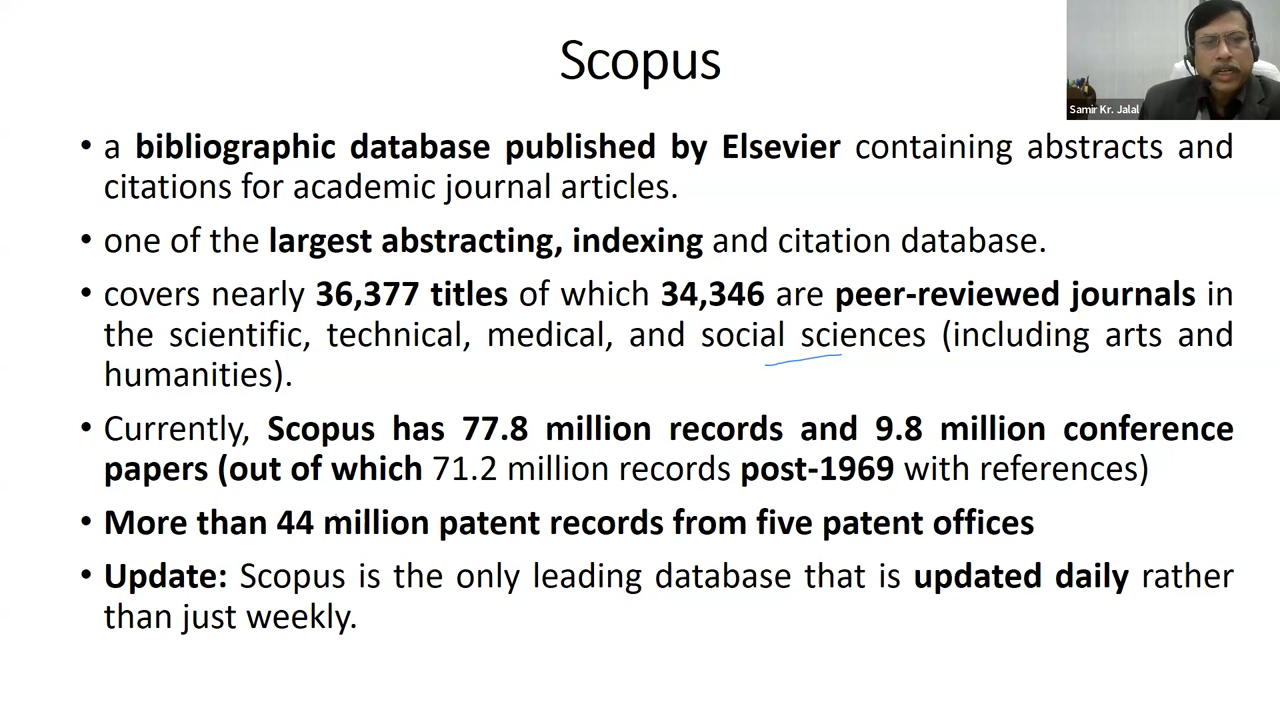 Scopus
Samir Kr. Jalal
• a bibliographic database published by Elsevier containing abstracts and
citations for academic journal articles.
• one of the largest abstracting, indexing and citation database.
• covers nearly 36,377 titles of which 34,346 are peer-reviewed journals in
the scientific, technical, medical, and social sciences (including arts and
humanities).
• Currently, Scopus has 77.8 million records and 9.8 million conference
papers (out of which 71.2 million records post-1969 with references)
• More than 44 million patent records from five patent offices
• Update: Scopus is the only leading database that is updated daily rather
than just weekly.